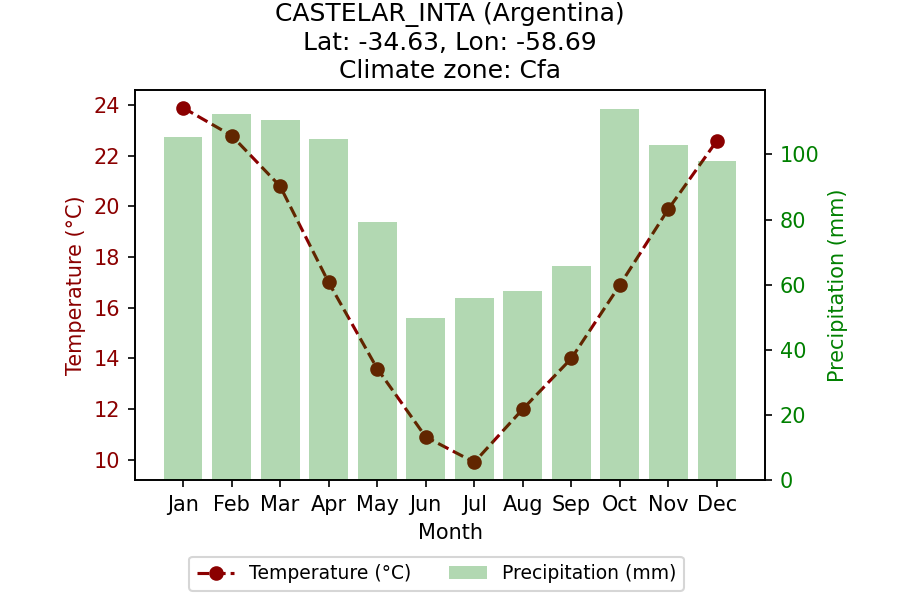 CASTELAR_INTA (Argentina)
Lat: -34.63, Lon: -58.69
Climate zone: Cfa
Temperature (°C)
24
22
20
18
16
14
12
10
100
80
60
40
20
0
Precipitation (mm)
Jan Feb Mar Apr May Jun Jul Aug Sep Oct Nov Dec
Month
Temperature (°C) Precipitation (mm)